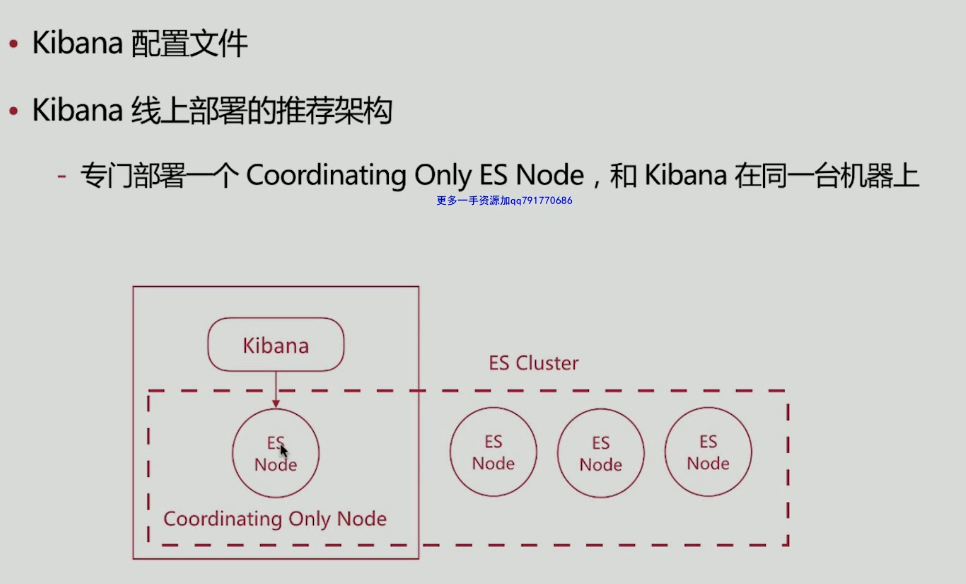 • Kibana 配置文件
• Kibana 线上部署的推荐架构
- 专门部署一个 Coordinating Only ES Node，和 Kibana 在同一台机器上
更多一手资源加qq791770686
Kibana
ES Cluster
ES
Node
ES
Node
ES
Node
ES
Node
Coordinating Only Node